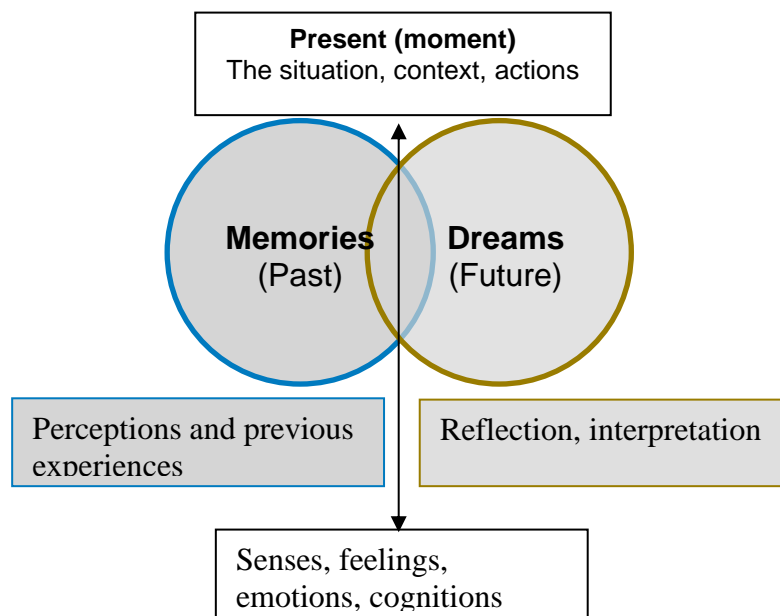 Present (moment)
The situation, context, actions
Memories
(Past)
Dreams
(Future)
Perceptions and previous
experiences
Reflection, interpretation
Senses, feelings,
emotions, cognitions